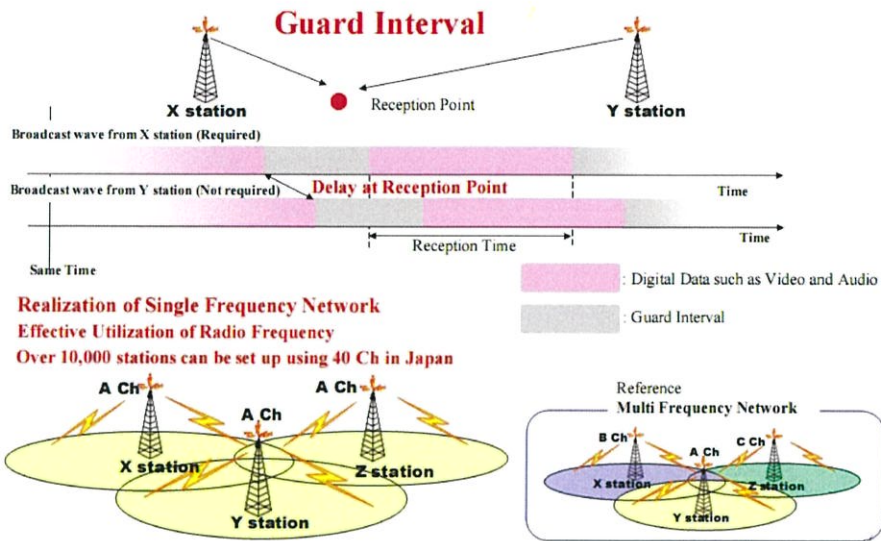 Guard Interval
X station
Reception Point
Y station
Broadcast wave from X station (Required)
Time
Broadcast wave from Y station (Not required)
Delay at Reception Point
Time
Reception Time
Same Time
: Digital Data such as Video and Audio
: Guard Interval
Realization of Single Frequency Network
Effective Utilization of Radio Frequency
Over 10,000 stations can be set up using 40 Ch in Japan
A Ch
A Ch
A Ch
X station
Z station
Y station
Reference
Multi Frequency Network
B Ch
A Ch
C Ch
X station
Z station
Y station